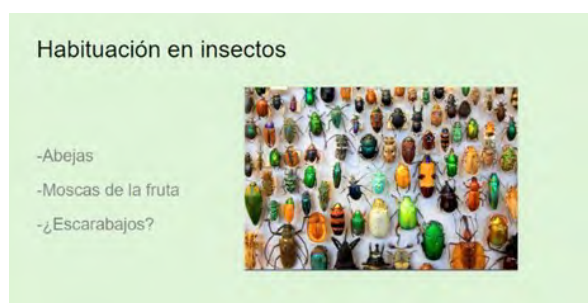 Habituación en insectos
-Abejas
-Moscas de la fruta
-¿Escarabajos?